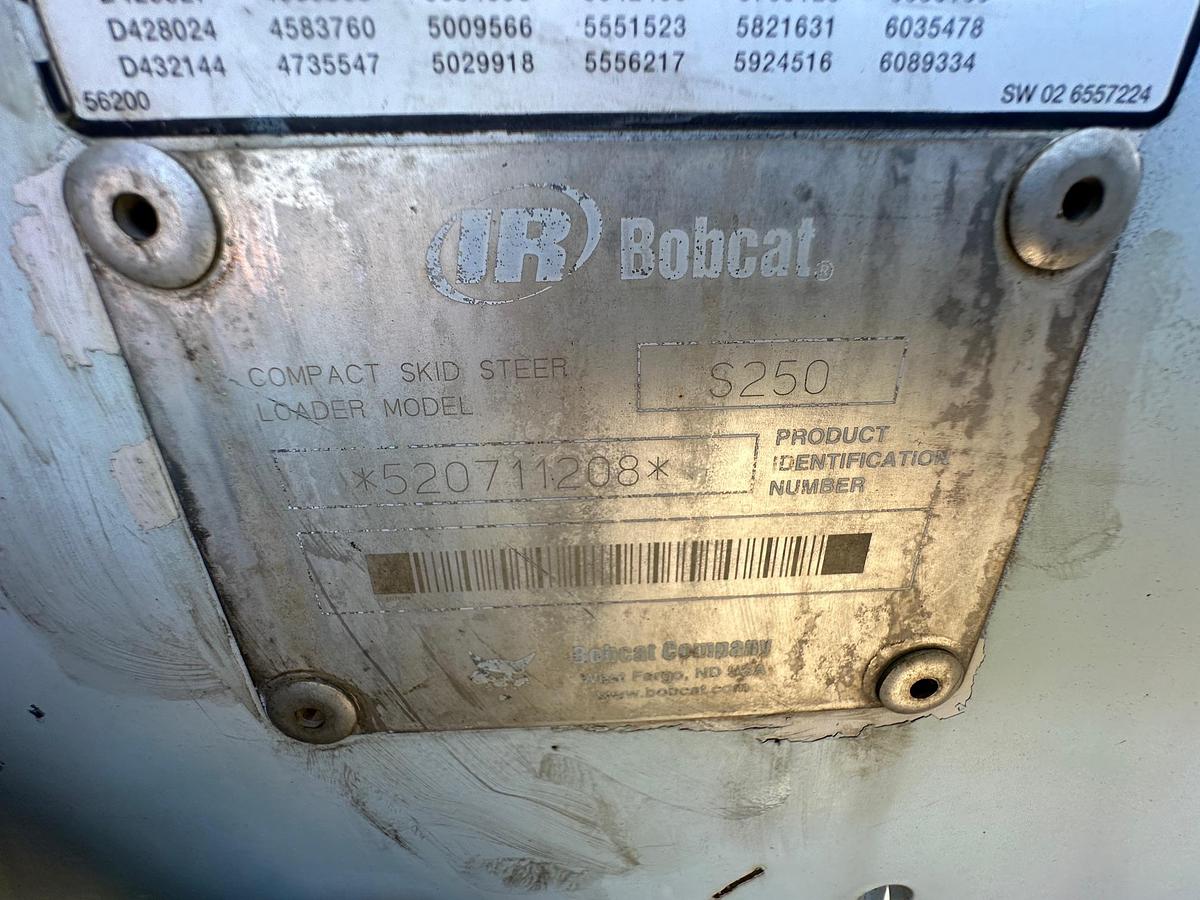 D428024 4583760 5009566 5551523 5821631 6035478
D432144 4735547 5029918 5556217 5924516 6089334
56200 SW 02 6557224
IR Bobcat®
COMPACT SKID STEER
LOADER MODEL
S250
*520711208*
PRODUCT
IDENTIFICATION
NUMBER
Bobcat Company
West Fargo, ND USA
www.bobcat.com